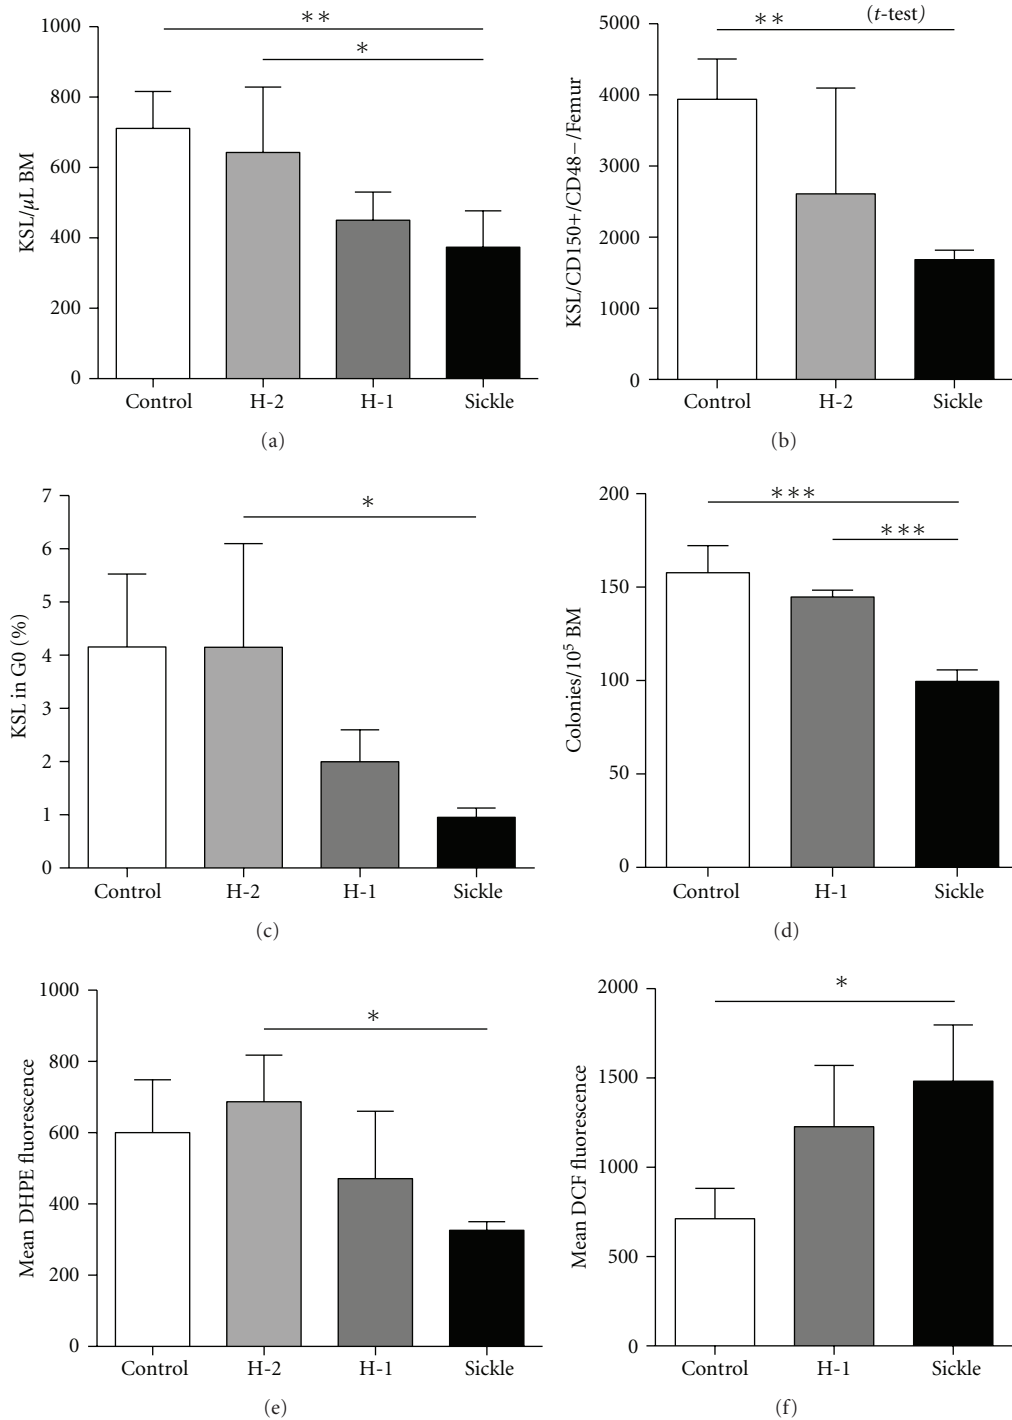 1000
800
600
400
200
0
KSL/μL BM
**
*
Control H-2 H-1 Sickle
(a)
5000
4000
3000
2000
1000
0
KSL/CD150+/CD48−/Femur
** (t-test)
Control H-2 Sickle
(b)
7
6
5
4
3
2
1
0
KSL in G0 (%)
*
Control H-2 H-1 Sickle
(c)
200
150
100
50
0
Colonies/10⁵ BM
***
***
Control H-1 Sickle
(d)
1000
800
600
400
200
0
Mean DHPE fluorescence
*
Control H-2 H-1 Sickle
(e)
2000
1500
1000
500
0
Mean DCF fluorescence
*
Control H-1 Sickle
(f)